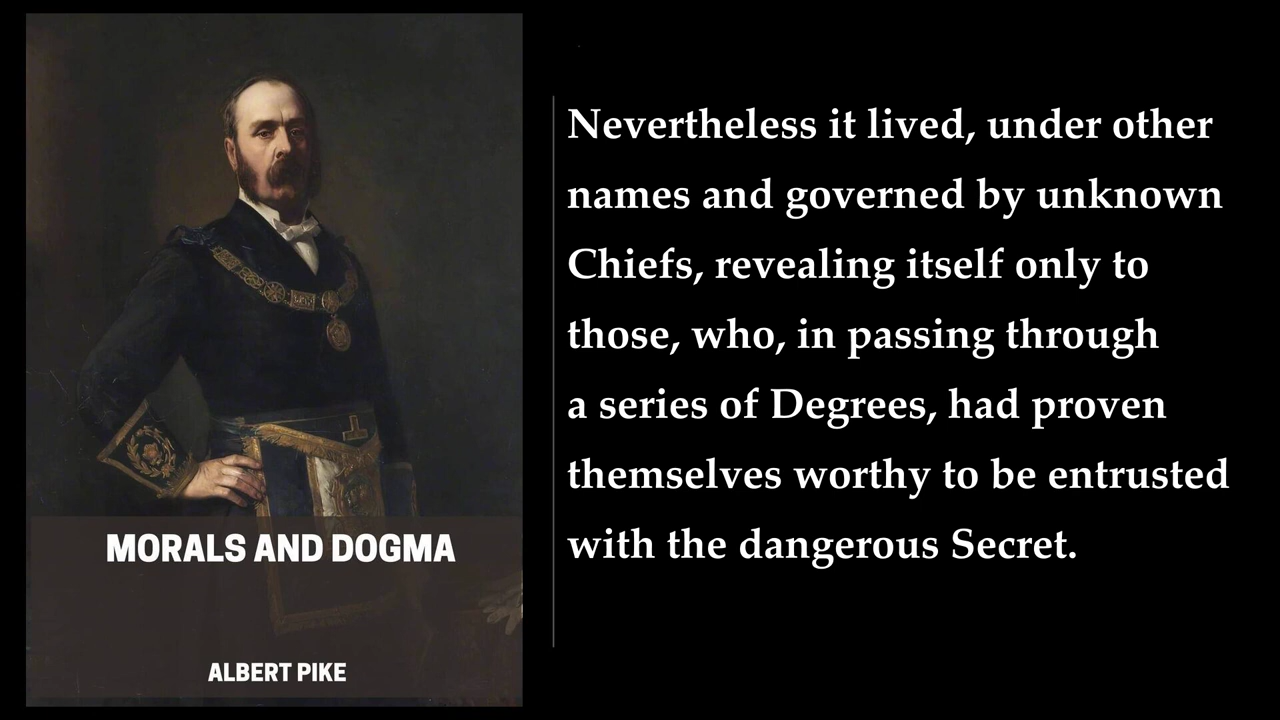 MORALS AND DOGMA
ALBERT PIKE
Nevertheless it lived, under other
names and governed by unknown
Chiefs, revealing itself only to
those, who, in passing through
a series of Degrees, had proven
themselves worthy to be entrusted
with the dangerous Secret.